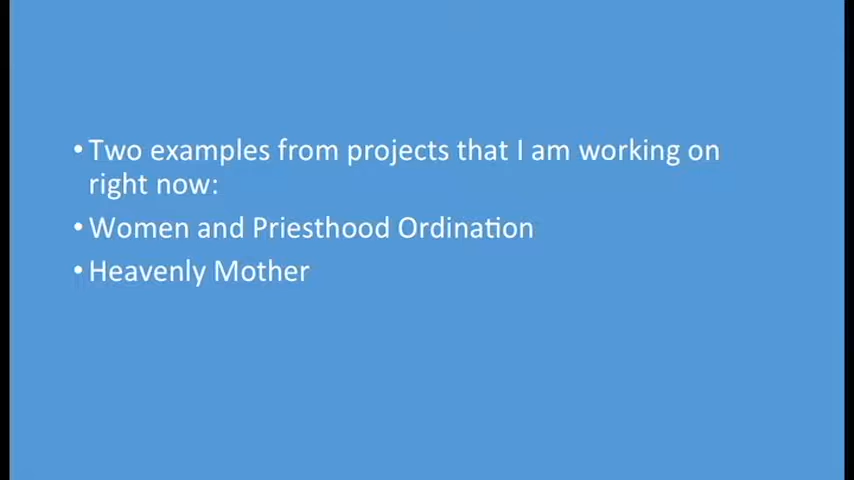 • Two examples from projects that I am working on
right now:
• Women and Priesthood Ordination
• Heavenly Mother